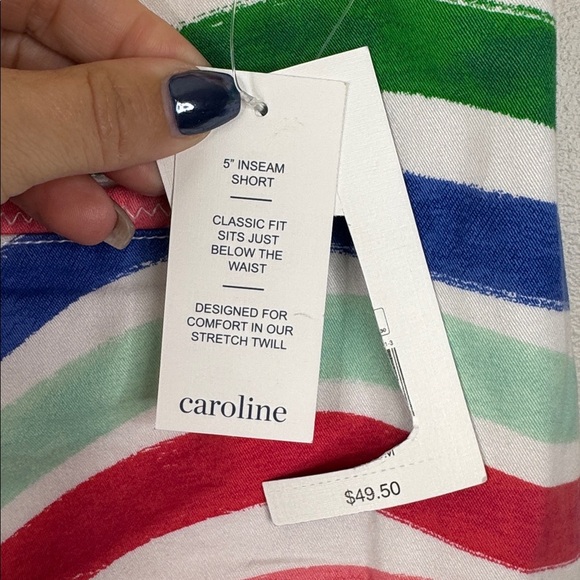 5" INSEAM
SHORT
CLASSIC FIT
SITS JUST
BELOW THE
WAIST
DESIGNED FOR
COMFORT IN OUR
STRETCH TWILL
caroline
$49.50